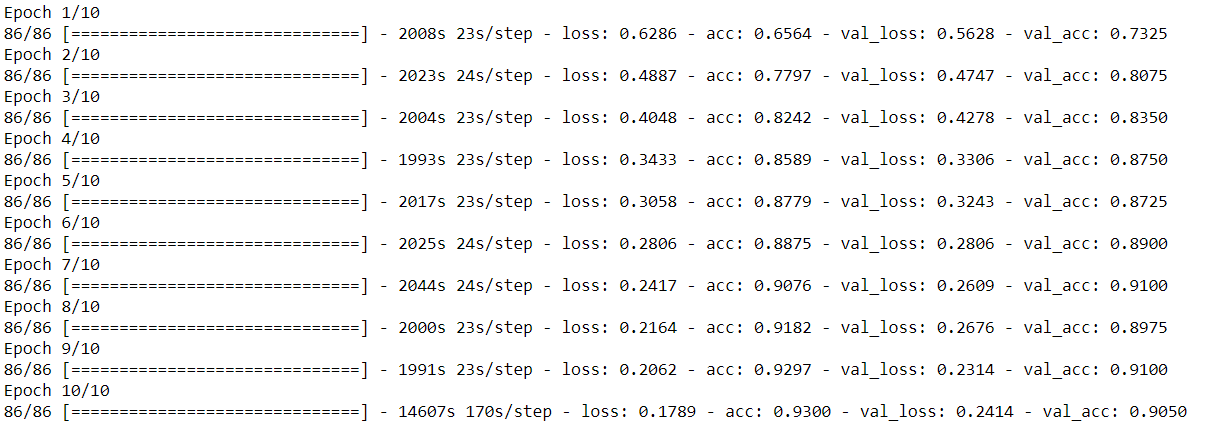 Epoch 1/10
86/86 [==============================] - 2008s 23s/step - loss: 0.6286 - acc: 0.6564 - val_loss: 0.5628 - val_acc: 0.7325
Epoch 2/10
86/86 [==============================] - 2023s 24s/step - loss: 0.4887 - acc: 0.7797 - val_loss: 0.4747 - val_acc: 0.8075
Epoch 3/10
86/86 [==============================] - 2004s 23s/step - loss: 0.4048 - acc: 0.8242 - val_loss: 0.4278 - val_acc: 0.8350
Epoch 4/10
86/86 [==============================] - 1993s 23s/step - loss: 0.3433 - acc: 0.8589 - val_loss: 0.3306 - val_acc: 0.8750
Epoch 5/10
86/86 [==============================] - 2017s 23s/step - loss: 0.3058 - acc: 0.8779 - val_loss: 0.3243 - val_acc: 0.8725
Epoch 6/10
86/86 [==============================] - 2025s 24s/step - loss: 0.2806 - acc: 0.8875 - val_loss: 0.2806 - val_acc: 0.8900
Epoch 7/10
86/86 [==============================] - 2044s 24s/step - loss: 0.2417 - acc: 0.9076 - val_loss: 0.2609 - val_acc: 0.9100
Epoch 8/10
86/86 [==============================] - 2000s 23s/step - loss: 0.2164 - acc: 0.9182 - val_loss: 0.2676 - val_acc: 0.8975
Epoch 9/10
86/86 [==============================] - 1991s 23s/step - loss: 0.2062 - acc: 0.9297 - val_loss: 0.2314 - val_acc: 0.9100
Epoch 10/10
86/86 [==============================] - 14607s 170s/step - loss: 0.1789 - acc: 0.9300 - val_loss: 0.2414 - val_acc: 0.9050